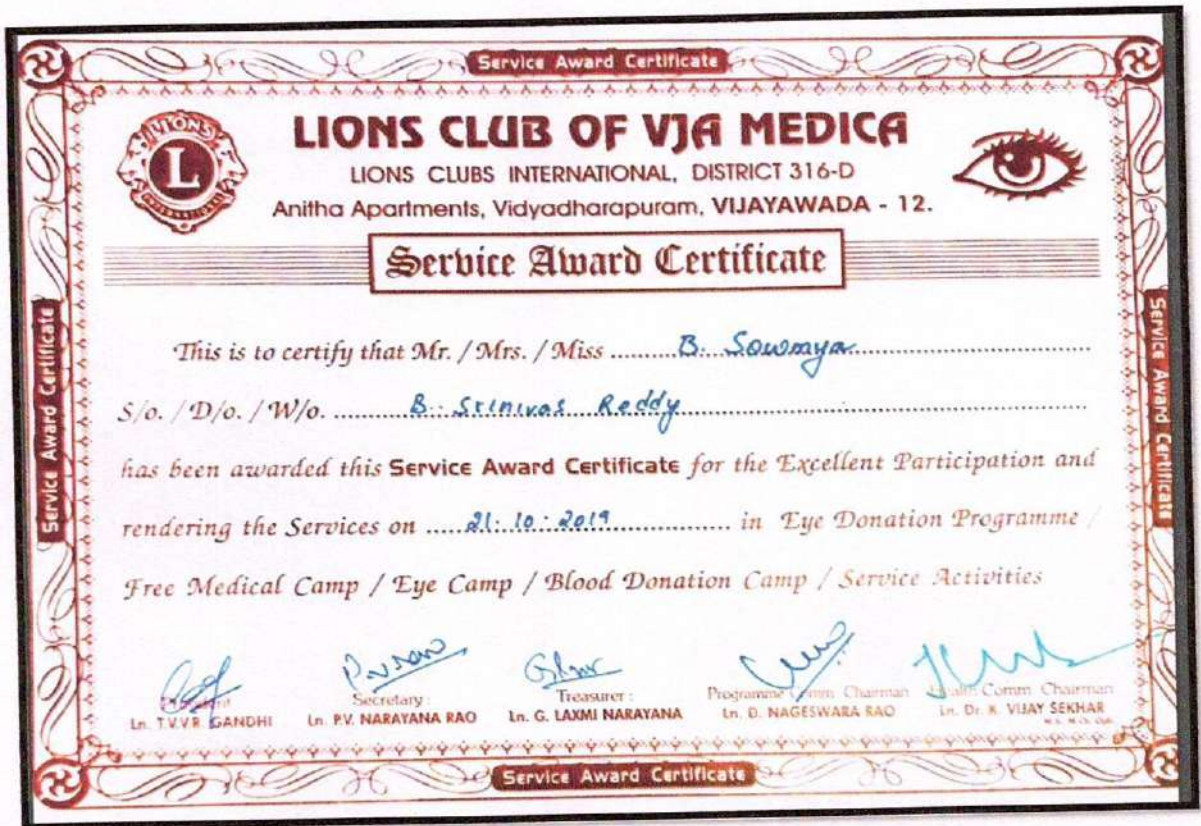 Service Award Certificate
LIONS
L
INTERNATIONAL
LIONS CLUB OF VJA MEDICA
LIONS CLUBS INTERNATIONAL, DISTRICT 316-D
Anitha Apartments, Vidyadharapuram, VIJAYAWADA - 12.
Service Award Certificate
This is to certify that Mr. / Mrs. / Miss ........ B. Sowmya ........
S/o. / D/o. / W/o. ........ B. Srinivas Reddy ........
has been awarded this Service Award Certificate for the Excellent Participation and
rendering the Services on ........ 21.10.2019 ........ in Eye Donation Programme /
Free Medical Camp / Eye Camp / Blood Donation Camp / Service Activities
Secretary : Treasurer : Programme Comm. Chairman Health Comm. Chairman
Ln. T.V.V.R. GANDHI Ln. P.V. NARAYANA RAO Ln. G. LAXMI NARAYANA Ln. D. NAGESWARA RAO Ln. Dr. K. VIJAY SEKHAR
Service Award Certificate
Service Award Certificate
Service Award Certificate